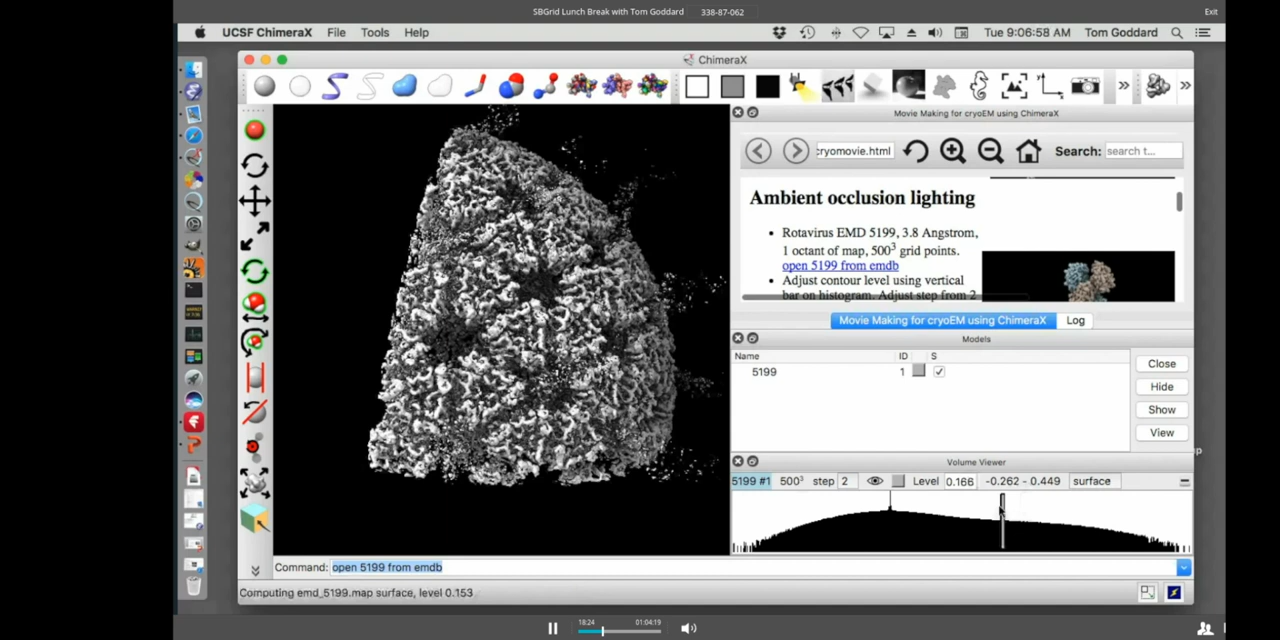 SBGrid Lunch Break with Tom Goddard 338-87-062 Exit
UCSF ChimeraX File Tools Help Tue 9:06:58 AM Tom Goddard
ChimeraX
Movie Making for cryoEM using ChimeraX
cryomovie.html Search: search t...
Ambient occlusion lighting
• Rotavirus EMD 5199, 3.8 Angstrom,
1 octant of map, 500³ grid points.
open 5199 from emdb
• Adjust contour level using vertical
bar on histogram. Adjust step from 2
Movie Making for cryoEM using ChimeraX Log
Models
Name ID S
5199 1
Close
Hide
Show
View
Volume Viewer
5199 #1 500³ step 2 Level 0.166 -0.262 - 0.449 surface
Command: open 5199 from emdb
Computing emd_5199.map surface, level 0.153
18:24 01:04:19